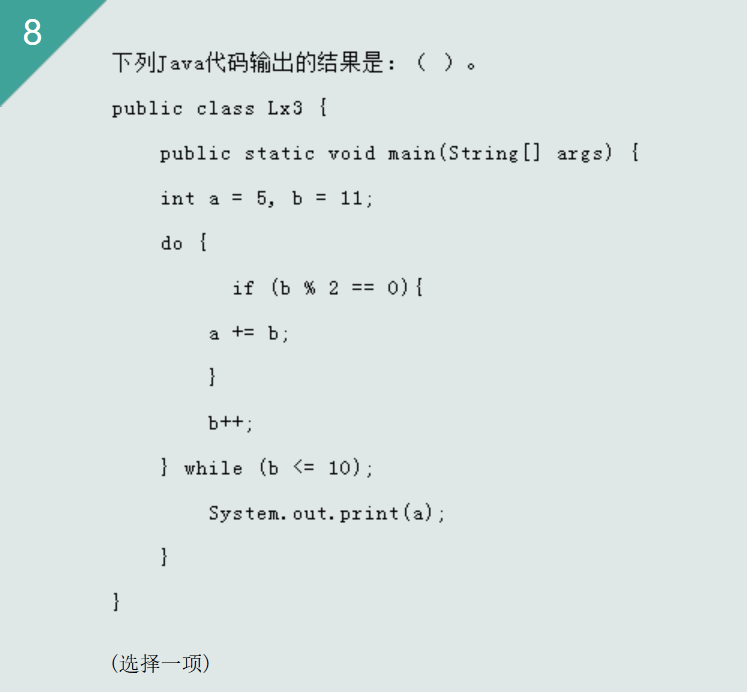 8
下列Java代码输出的结果是：（ ）。
public class Lx3 {
public static void main(String[] args) {
int a = 5, b = 11;
do {
if (b % 2 == 0){
a += b;
}
b++;
} while (b <= 10);
System.out.print(a);
}
}
(选择一项)